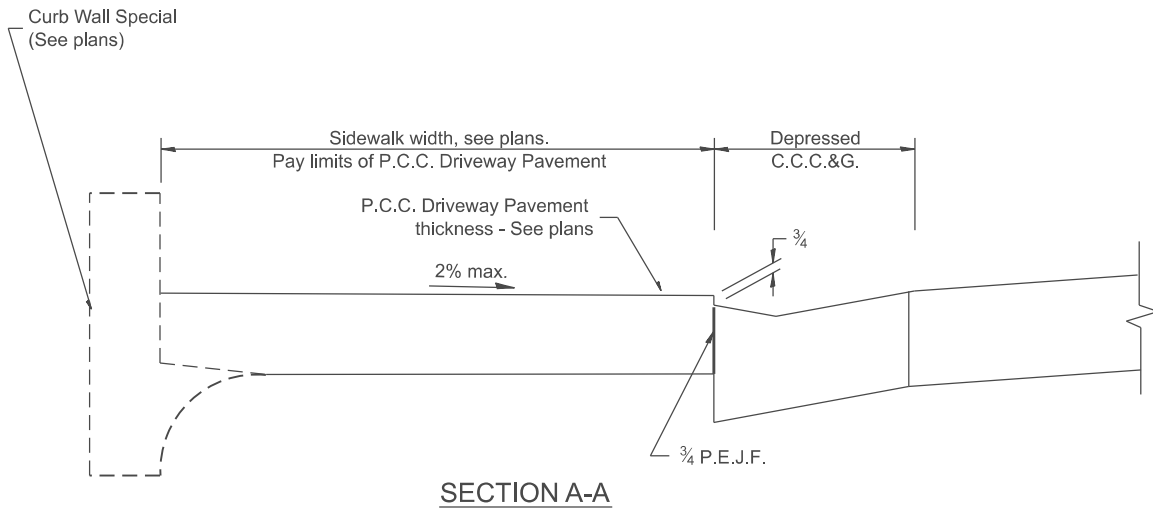 Curb Wall Special
(See plans)
Sidewalk width, see plans.
Pay limits of P.C.C. Driveway Pavement
Depressed
C.C.C.&G.
P.C.C. Driveway Pavement
thickness - See plans
¾
2% max.
¾ P.E.J.F.
SECTION A-A